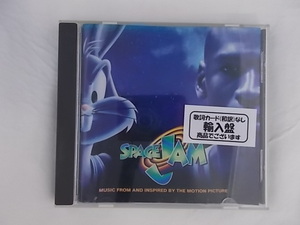 歌詞カード(和訳)なし
輸入盤
商品でございます
SPACE JAM
MUSIC FROM AND INSPIRED BY THE MOTION PICTURE